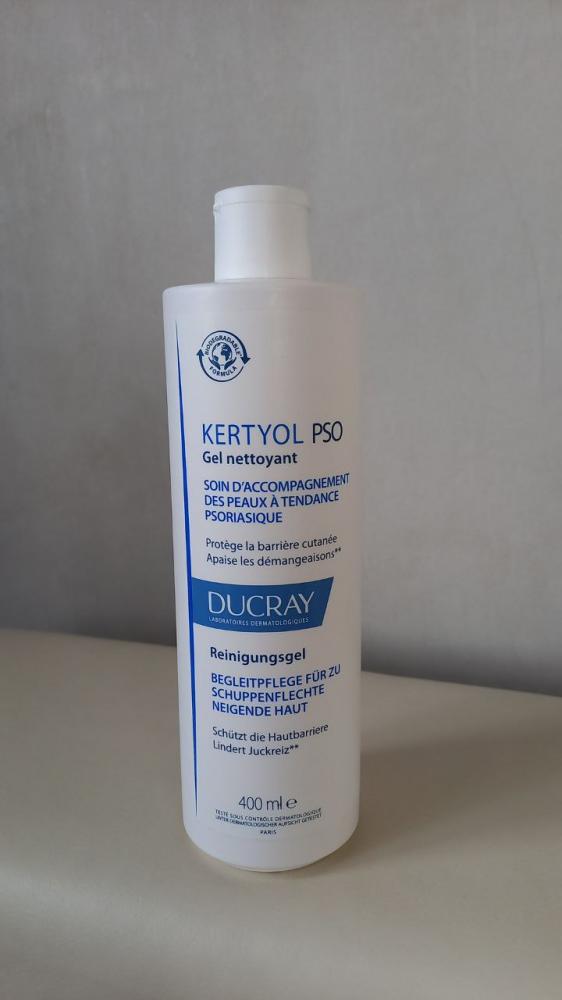 BIODEGRADABLE*
FORMULA
KERTYOL PSO
Gel nettoyant
SOIN D'ACCOMPAGNEMENT
DES PEAUX À TENDANCE
PSORIASIQUE
Protège la barrière cutanée
Apaise les démangeaisons**
DUCRAY
LABORATOIRES DERMATOLOGIQUES
Reinigungsgel
BEGLEITPFLEGE FÜR ZU
SCHUPPENFLECHTE
NEIGENDE HAUT
Schützt die Hautbarriere
Lindert Juckreiz**
400 ml e
TESTÉ SOUS CONTRÔLE DERMATOLOGIQUE
UNTER DERMATOLOGISCHER AUFSICHT GETESTET
PARIS